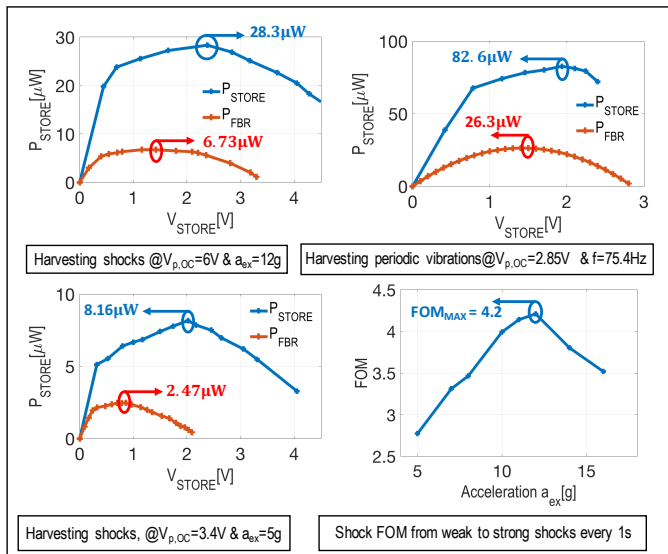 30
20
10
0
P_STORE[μW]
28.3μW
P_STORE
P_FBR
6.73μW
0 1 2 3 4
V_STORE[V]
Harvesting shocks @V_p,OC=6V & a_ex=12g
100
50
0
P_STORE[μW]
82.6μW
P_STORE
P_FBR
26.3μW
0 1 2 3
V_STORE[V]
Harvesting periodic vibrations@V_p,OC=2.85V & f=75.4Hz
10
5
0
P_STORE[μW]
8.16μW
P_STORE
P_FBR
2.47μW
0 1 2 3 4
V_STORE[V]
Harvesting shocks, @V_p,OC=3.4V & a_ex=5g
4.5
4
3.5
3
2.5
FOM
FOM_MAX = 4.2
5 10 15
Acceleration a_ex[g]
Shock FOM from weak to strong shocks every 1s